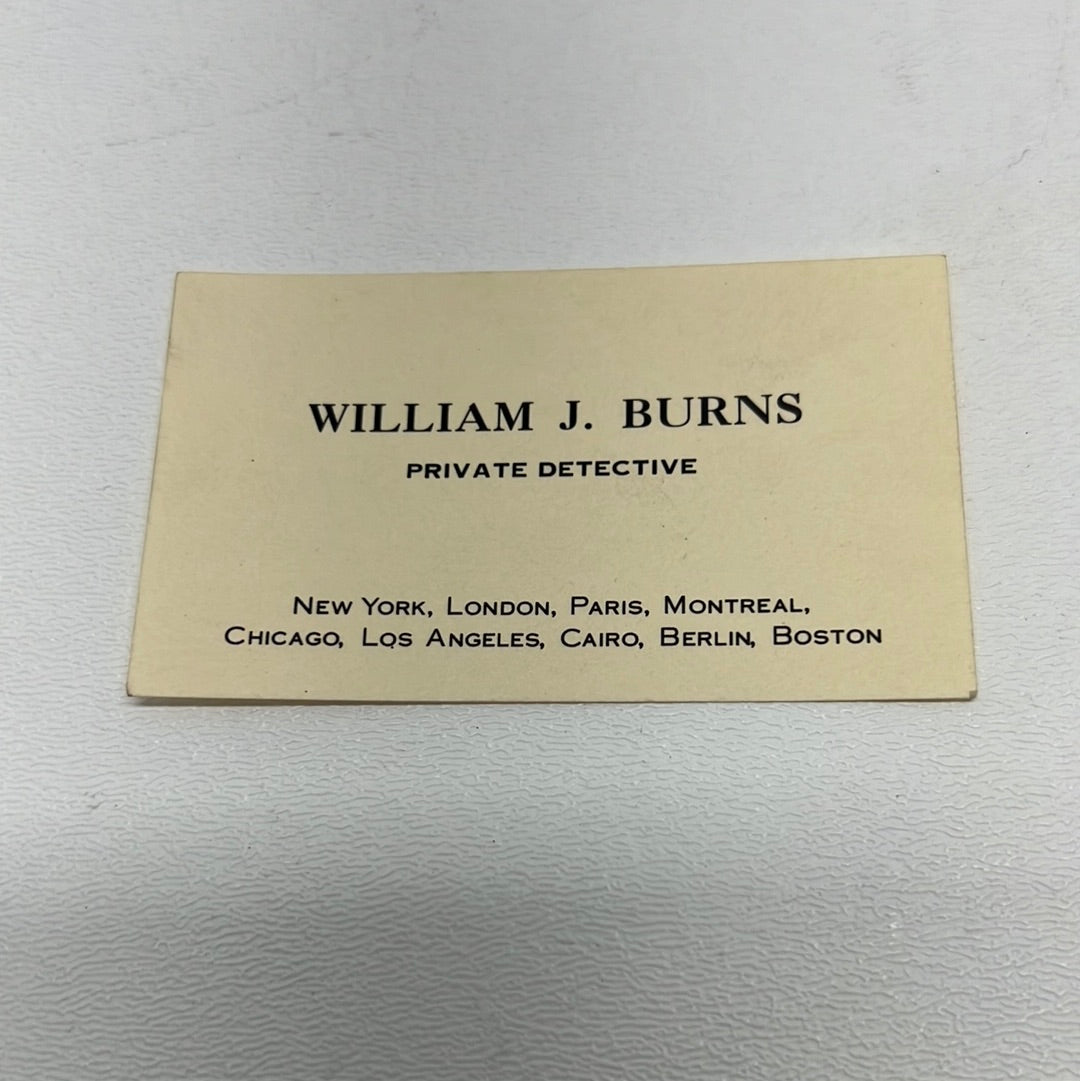 WILLIAM J. BURNS
PRIVATE DETECTIVE
NEW YORK, LONDON, PARIS, MONTREAL,
CHICAGO, LOS ANGELES, CAIRO, BERLIN, BOSTON